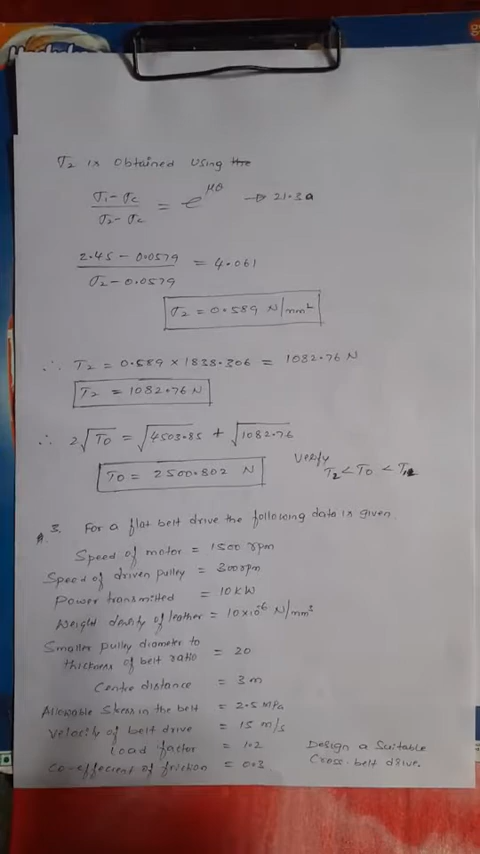 σ₂ is obtained using the
(σ₁ - σc) / (σ₂ - σc) = e^μθ → 21.3a
(2.45 - 0.0579) / (σ₂ - 0.0579) = 4.061
σ₂ = 0.589 N/mm²
∴ T₂ = 0.589 × 1838.306 = 1082.76 N
T₂ = 1082.76 N
∴ 2√T₀ = √4503.85 + √1082.76
T₀ = 2500.802 N
Verify T₂ < T₀ < T₁
3. For a flat belt drive the following data is given
Speed of motor = 1500 rpm
Speed of driven pulley = 300 rpm
Power transmitted = 10 kW
Weight density of leather = 10×10⁻⁶ N/mm³
Smaller pulley diameter to
thickness of belt ratio = 20
Centre distance = 3 m
Allowable Stress in the belt = 2.5 MPa
Velocity of belt drive = 15 m/s
Load factor = 1.2
Co-effecient of friction = 0.3
Design a Suitable
Cross-belt drive.